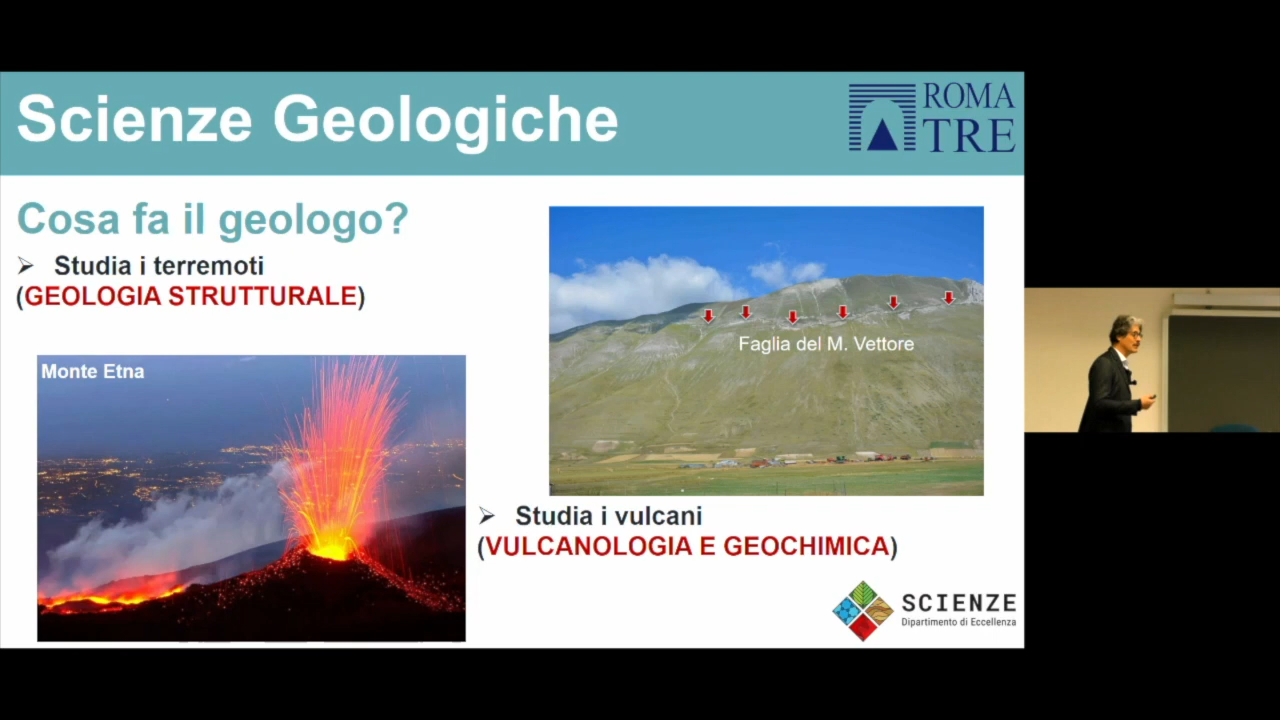 Scienze Geologiche
ROMA
TRE
Cosa fa il geologo?
➢ Studia i terremoti
(GEOLOGIA STRUTTURALE)
Faglia del M. Vettore
Monte Etna
➢ Studia i vulcani
(VULCANOLOGIA E GEOCHIMICA)
SCIENZE
Dipartimento di Eccellenza